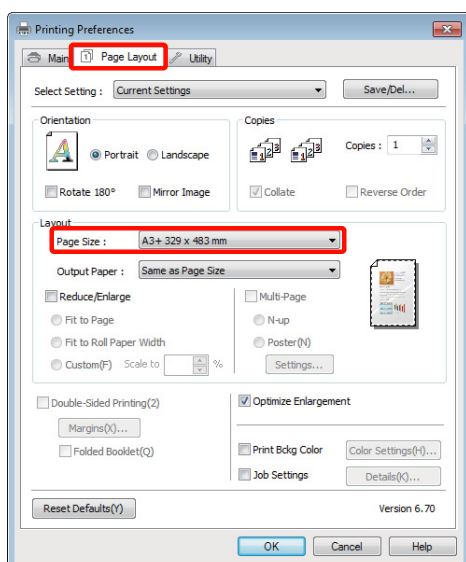 Printing Preferences
Main Page Layout Utility
Select Setting : Current Settings Save/Del...
Orientation
Portrait Landscape
Rotate 180° Mirror Image
Copies
Copies : 1
Collate Reverse Order
Layout
Page Size : A3+ 329 x 483 mm
Output Paper : Same as Page Size
Reduce/Enlarge
Fit to Page
Fit to Roll Paper Width
Custom(F) Scale to %
Multi-Page
N-up
Poster(N)
Settings...
Double-Sided Printing(2)
Margins(X)...
Folded Booklet(Q)
Optimize Enlargement
Print Bckg Color Color Settings(H)...
Job Settings Details(K)...
Reset Defaults(Y) Version 6.70
OK Cancel Help